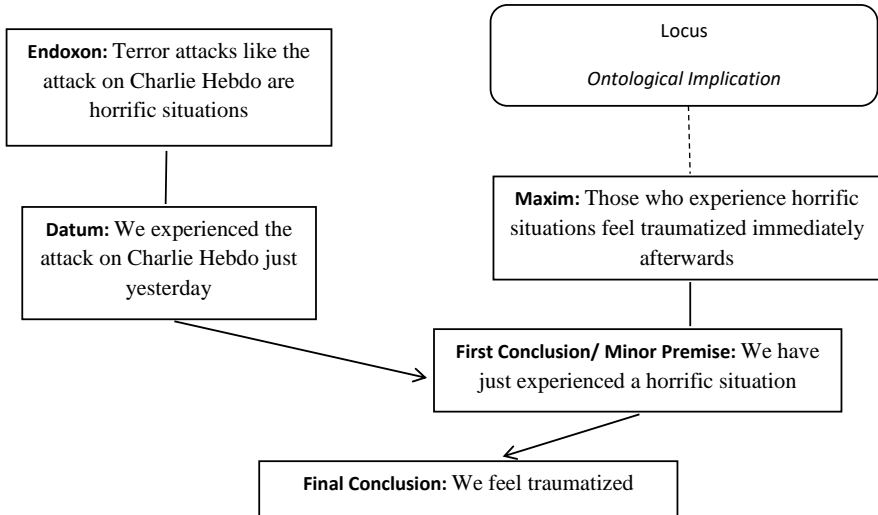 Endoxon: Terror attacks like the
attack on Charlie Hebdo are
horrific situations
Locus
Ontological Implication
Datum: We experienced the
attack on Charlie Hebdo just
yesterday
Maxim: Those who experience horrific
situations feel traumatized immediately
afterwards
First Conclusion/ Minor Premise: We have
just experienced a horrific situation
Final Conclusion: We feel traumatized